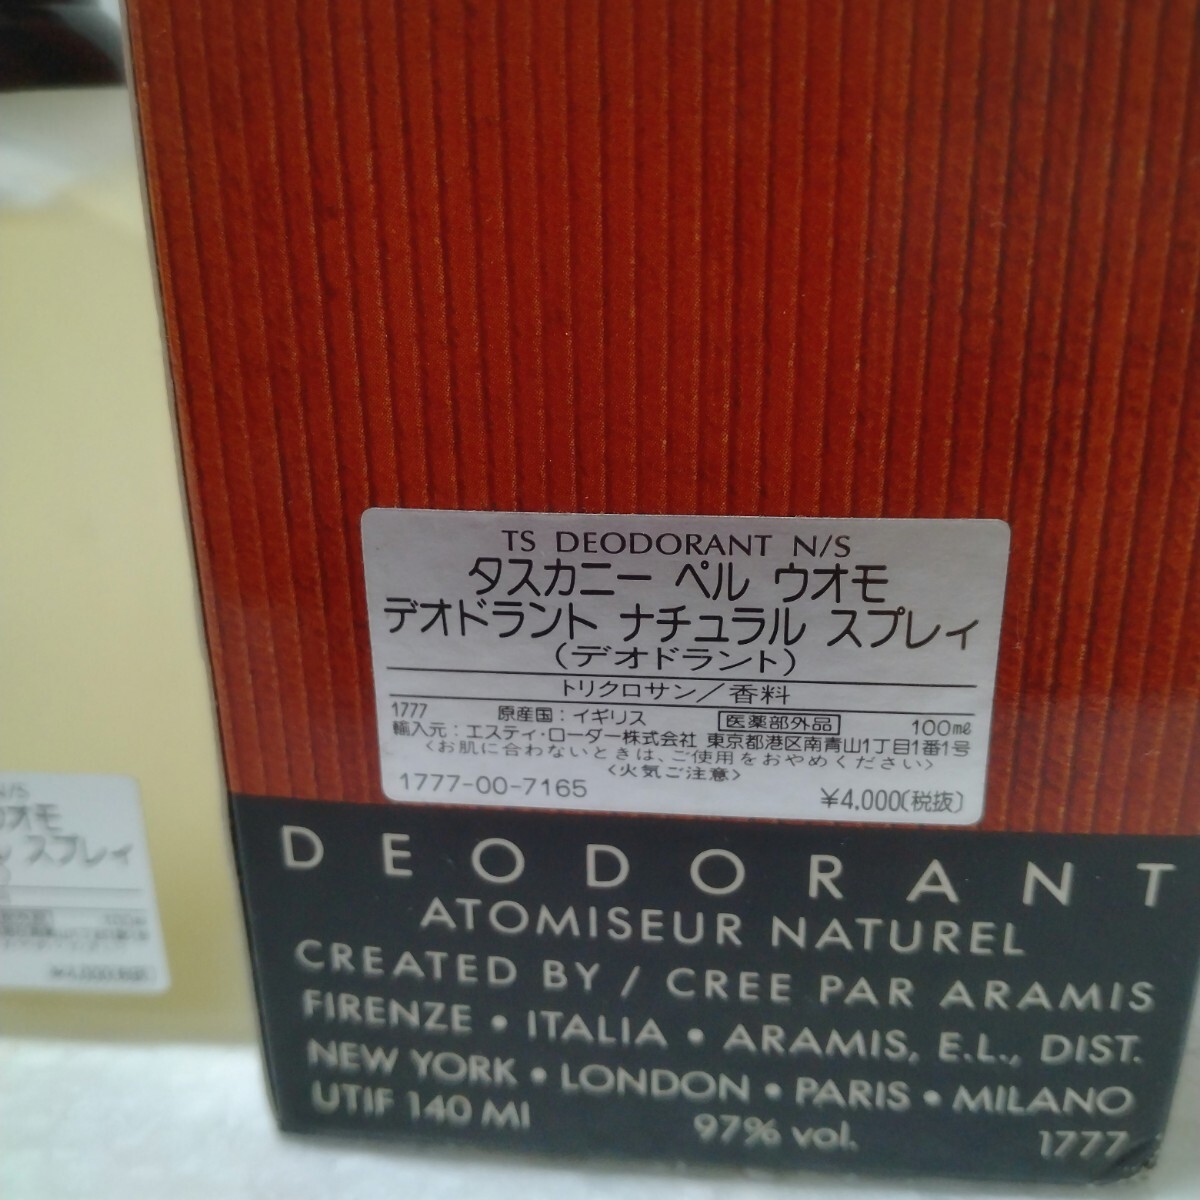 TS DEODORANT N/S
タスカニー ペル ウオモ
デオドラント ナチュラル スプレィ
(デオドラント)
トリクロサン/香料
1777 原産国:イギリス 医薬部外品 100ml
輸入元:エスティ・ローダー株式会社 東京都港区南青山1丁目1番1号
<お肌に合わないときは、ご使用をおやめください>
<火気ご注意>
1777-00-7165 ¥4,000(税抜)
DEODORANT
ATOMISEUR NATUREL
CREATED BY / CREE PAR ARAMIS
FIRENZE • ITALIA • ARAMIS, E.L., DIST.
NEW YORK • LONDON • PARIS • MILANO
UTIF 140 MI 97% vol. 1777
N/S
ウオモ
スプレィ